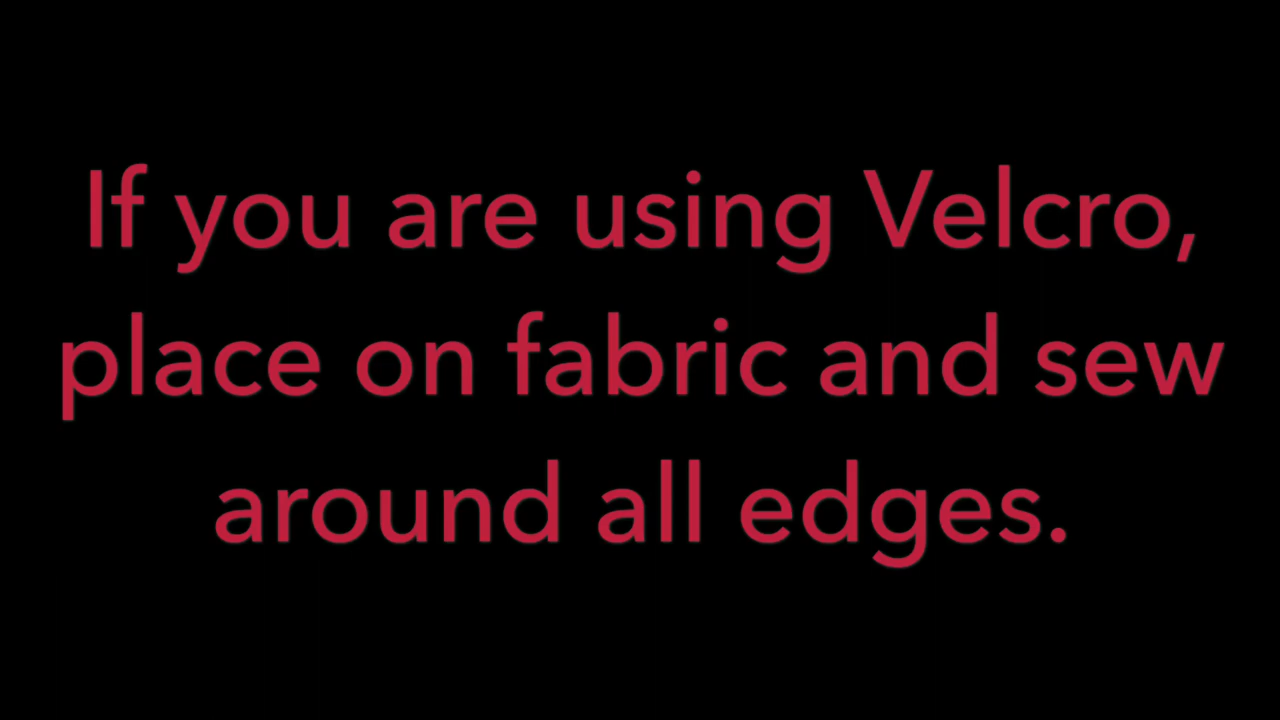 If you are using Velcro,
place on fabric and sew
around all edges.